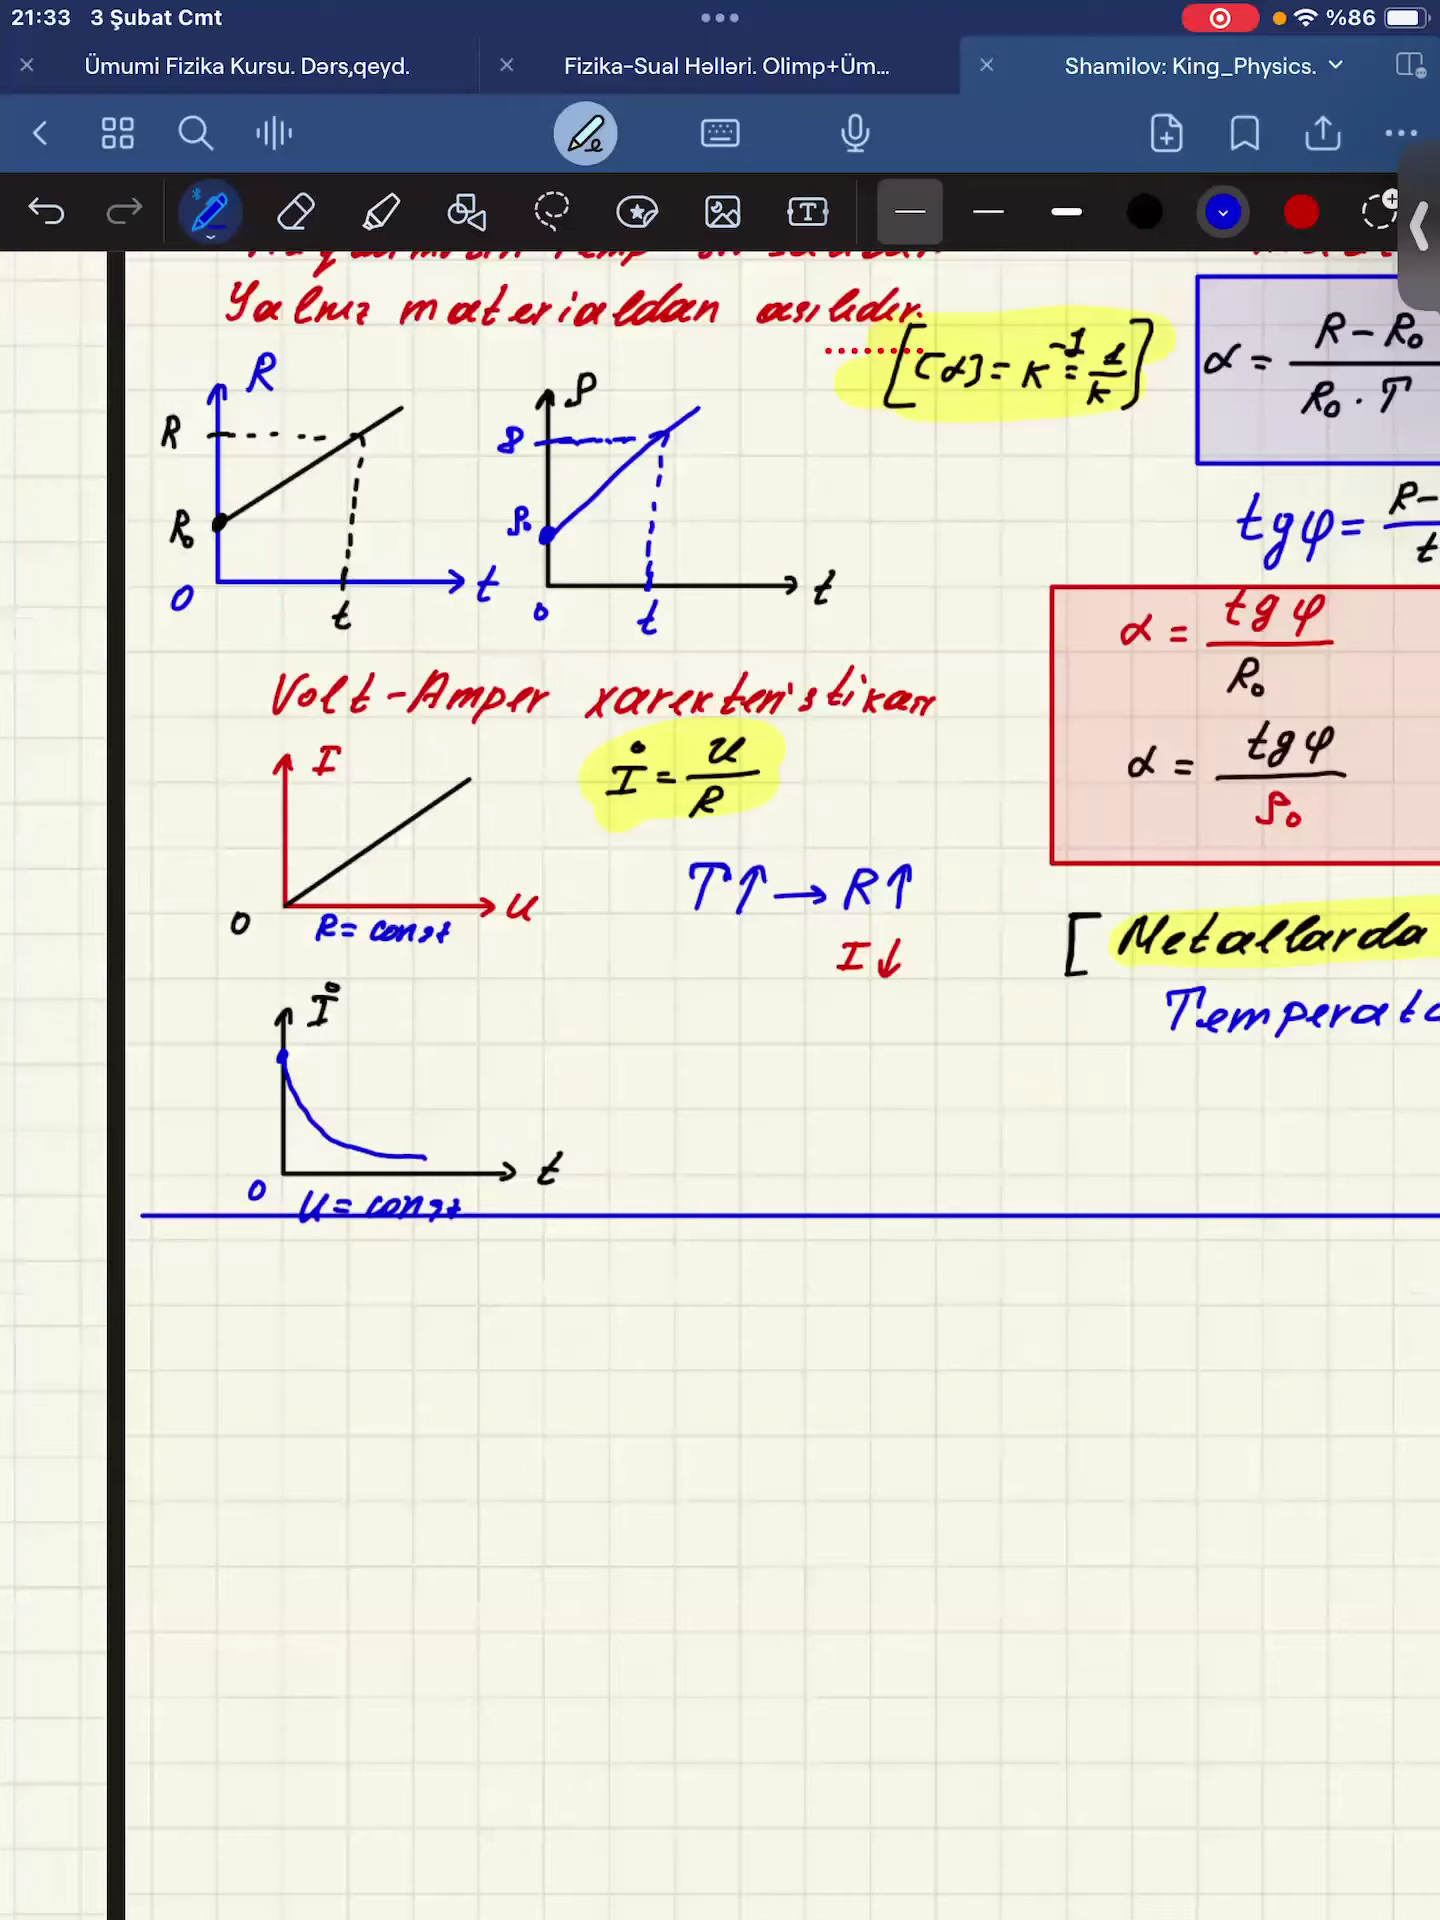 21:33 3 Şubat Cmt
%86
Ümumi Fizika Kursu. Dərs,qeyd.
Fizika-Sual Həlləri. Olimp+Üm...
Shamilov: King_Physics.
Yalnız materialdan asılıdır.
[[α] = K⁻¹ = 1/K]
α = (R - R₀)/(R₀ · T)
R
R
R₀
0
t
t
ρ
ρ
ρ₀
0
t
t
tgφ = R-
t
α = tgφ/R₀
α = tgφ/ρ₀
Volt-Amper
I
I = U/R
0
R = const
U
T↑ → R↑
I↓
[ Metallarda
I
0
t
U = const